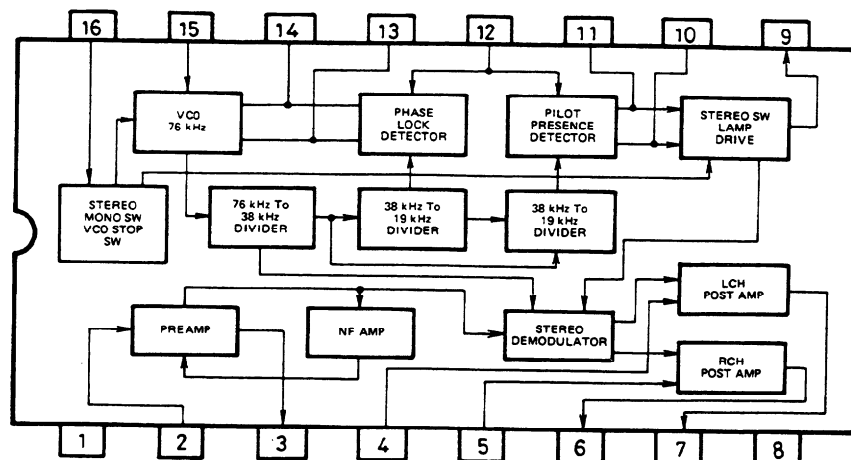 16 15 14 13 12 11 10 9
VCO
76 kHz
PHASE
LOCK
DETECTOR
PILOT
PRESENCE
DETECTOR
STEREO SW
LAMP
DRIVE
STEREO
MONO SW
VCO STOP
SW
76 kHz To
38 kHz
DIVIDER
38 kHz To
19 kHz
DIVIDER
38 kHz To
19 kHz
DIVIDER
LCH
POST AMP
PREAMP
NF AMP
STEREO
DEMODULATOR
RCH
POST AMP
1 2 3 4 5 6 7 8